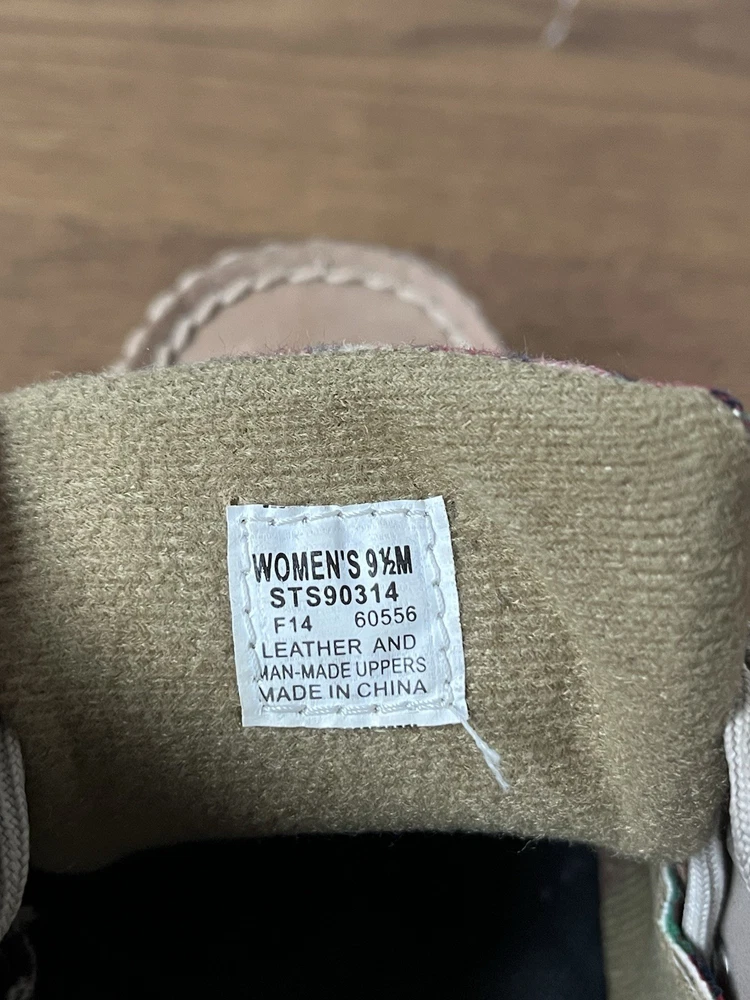 WOMEN'S 9½M
STS90314
F14 60556
LEATHER AND
MAN-MADE UPPERS
MADE IN CHINA